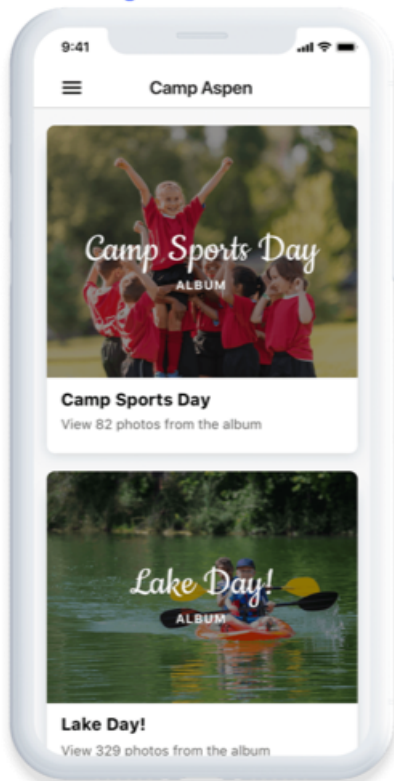 9:41
Camp Aspen
Camp Sports Day
ALBUM
Camp Sports Day
View 82 photos from the album
Lake Day!
ALBUM
Lake Day!
View 329 photos from the album